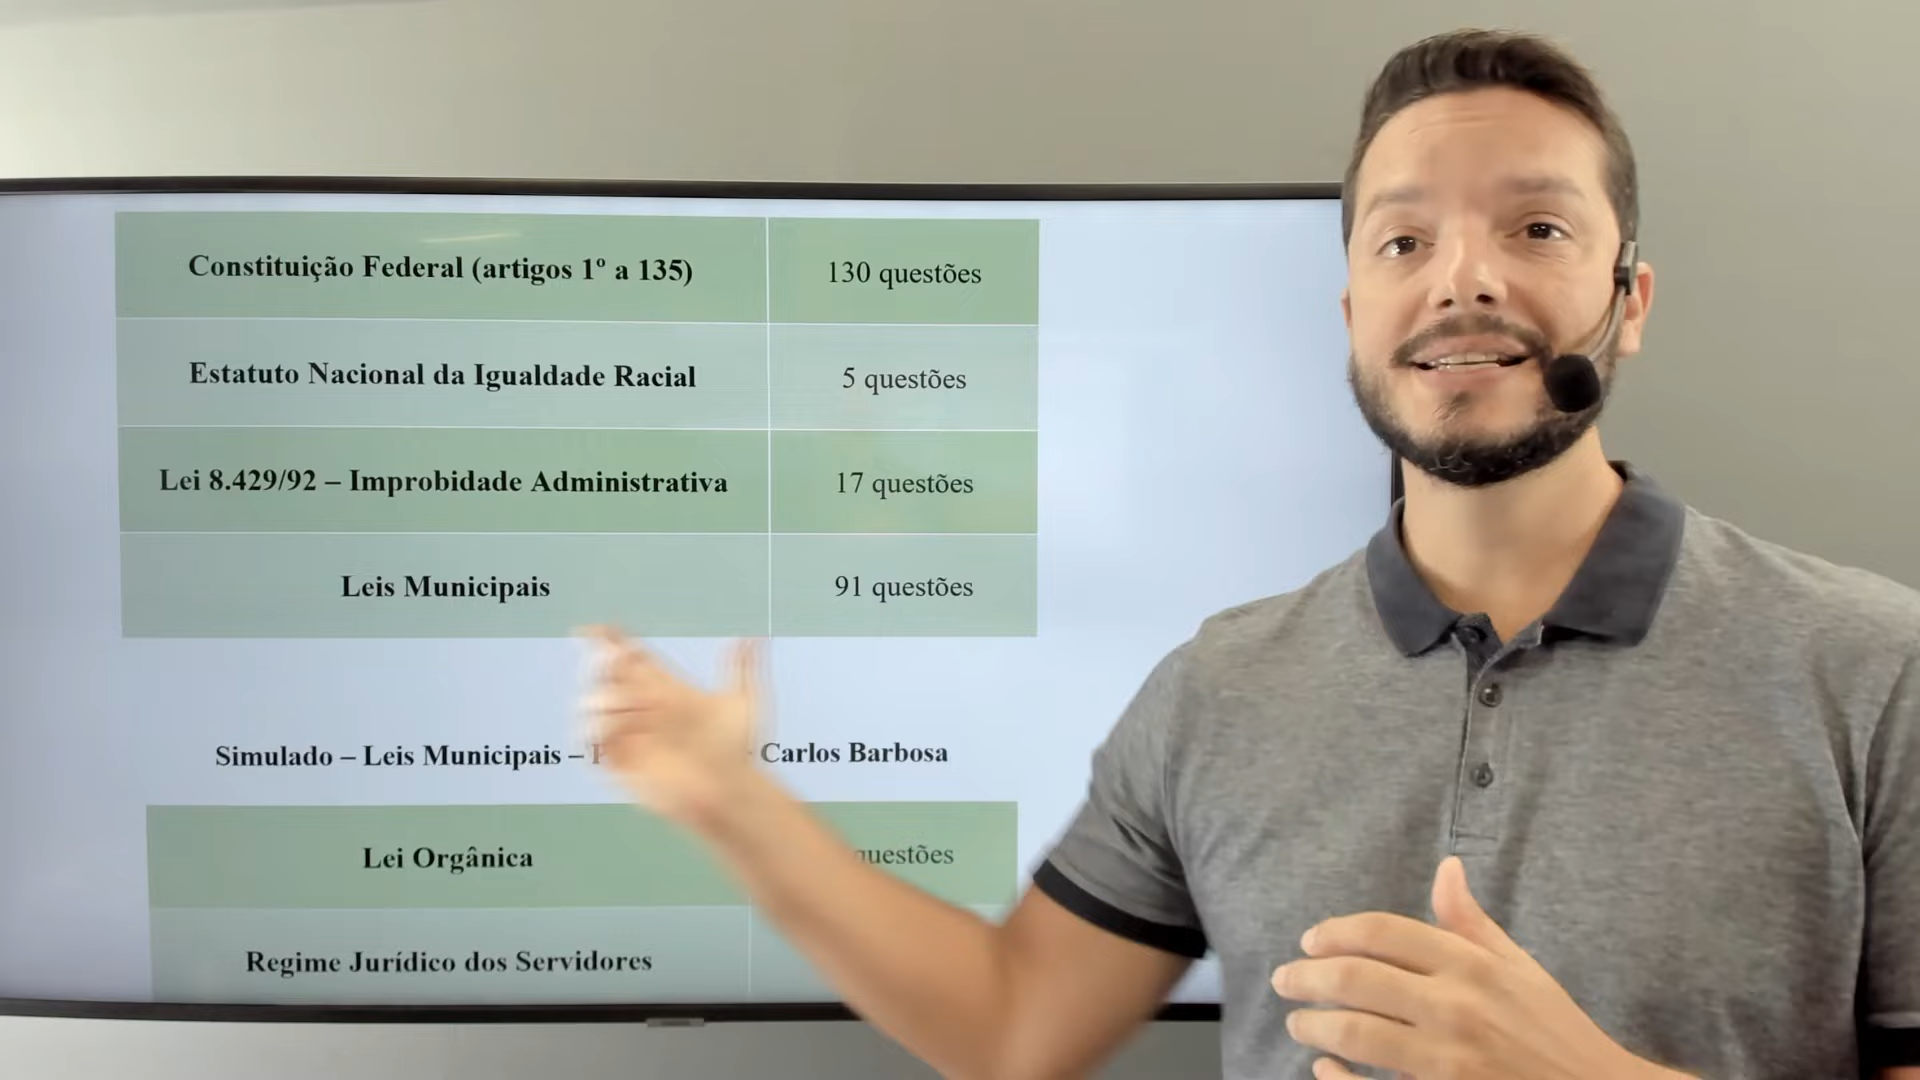 Constituição Federal (artigos 1º a 135)
130 questões
Estatuto Nacional da Igualdade Racial
5 questões
Lei 8.429/92 – Improbidade Administrativa
17 questões
Leis Municipais
91 questões
Simulado – Leis Municipais – Carlos Barbosa
Lei Orgânica
questões
Regime Jurídico dos Servidores